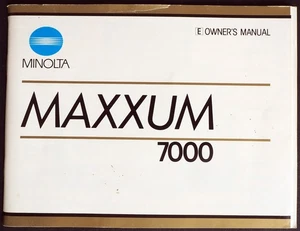 [E] OWNER'S MANUAL
MINOLTA
MAXXUM
7000